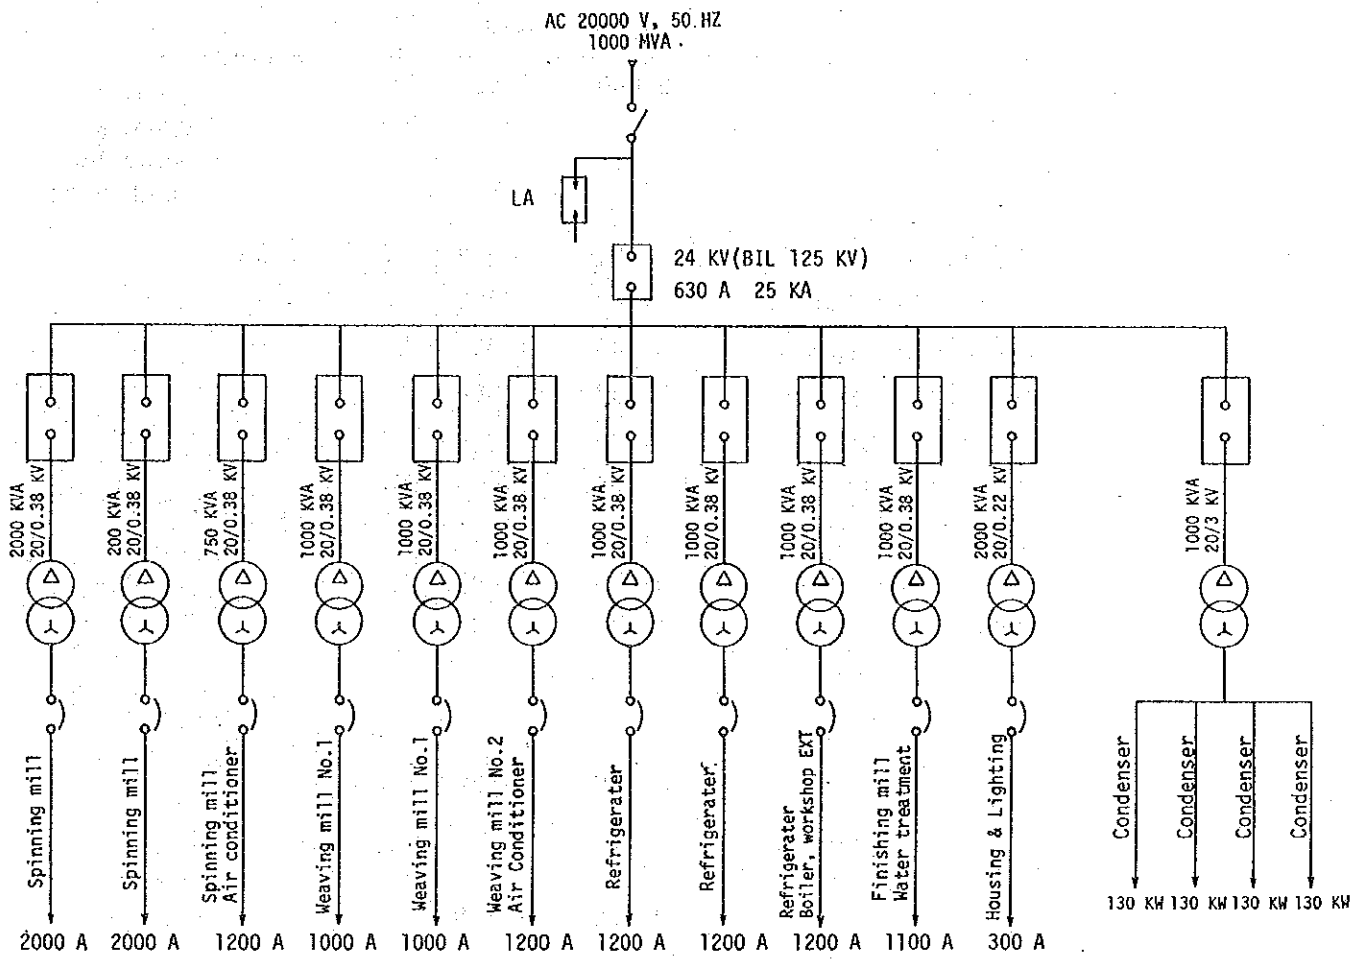 AC 20000 V, 50 HZ
1000 MVA.
LA
24 KV(BIL 125 KV)
630 A 25 KA
2000 KVA
20/0.38 KV
200 KVA
20/0.38 KV
750 KVA
20/0.38 KV
1000 KVA
20/0.38 KV
1000 KVA
20/0.38 KV
1000 KVA
20/0.38 KV
1000 KVA
20/0.38 KV
1000 KVA
20/0.38 KV
1000 KVA
20/0.38 KV
1000 KVA
20/0.38 KV
2000 KVA
20/0.22 KV
1000 KVA
20/3 KV
Spinning mill
Spinning mill
Spinning mill
Air conditioner
Weaving mill No.1
Weaving mill No.1
Weaving mill No.2
Air Conditioner
Refrigerater
Refrigerater
Refrigerater
Boiler, workshop EXT
Finishing mill
Water treatment
Housing & Lighting
Condenser
Condenser
Condenser
Condenser
130 KW 130 KW 130 KW 130 KW
2000 A 2000 A 1200 A 1000 A 1000 A 1200 A 1200 A 1200 A 1200 A 1100 A 300 A